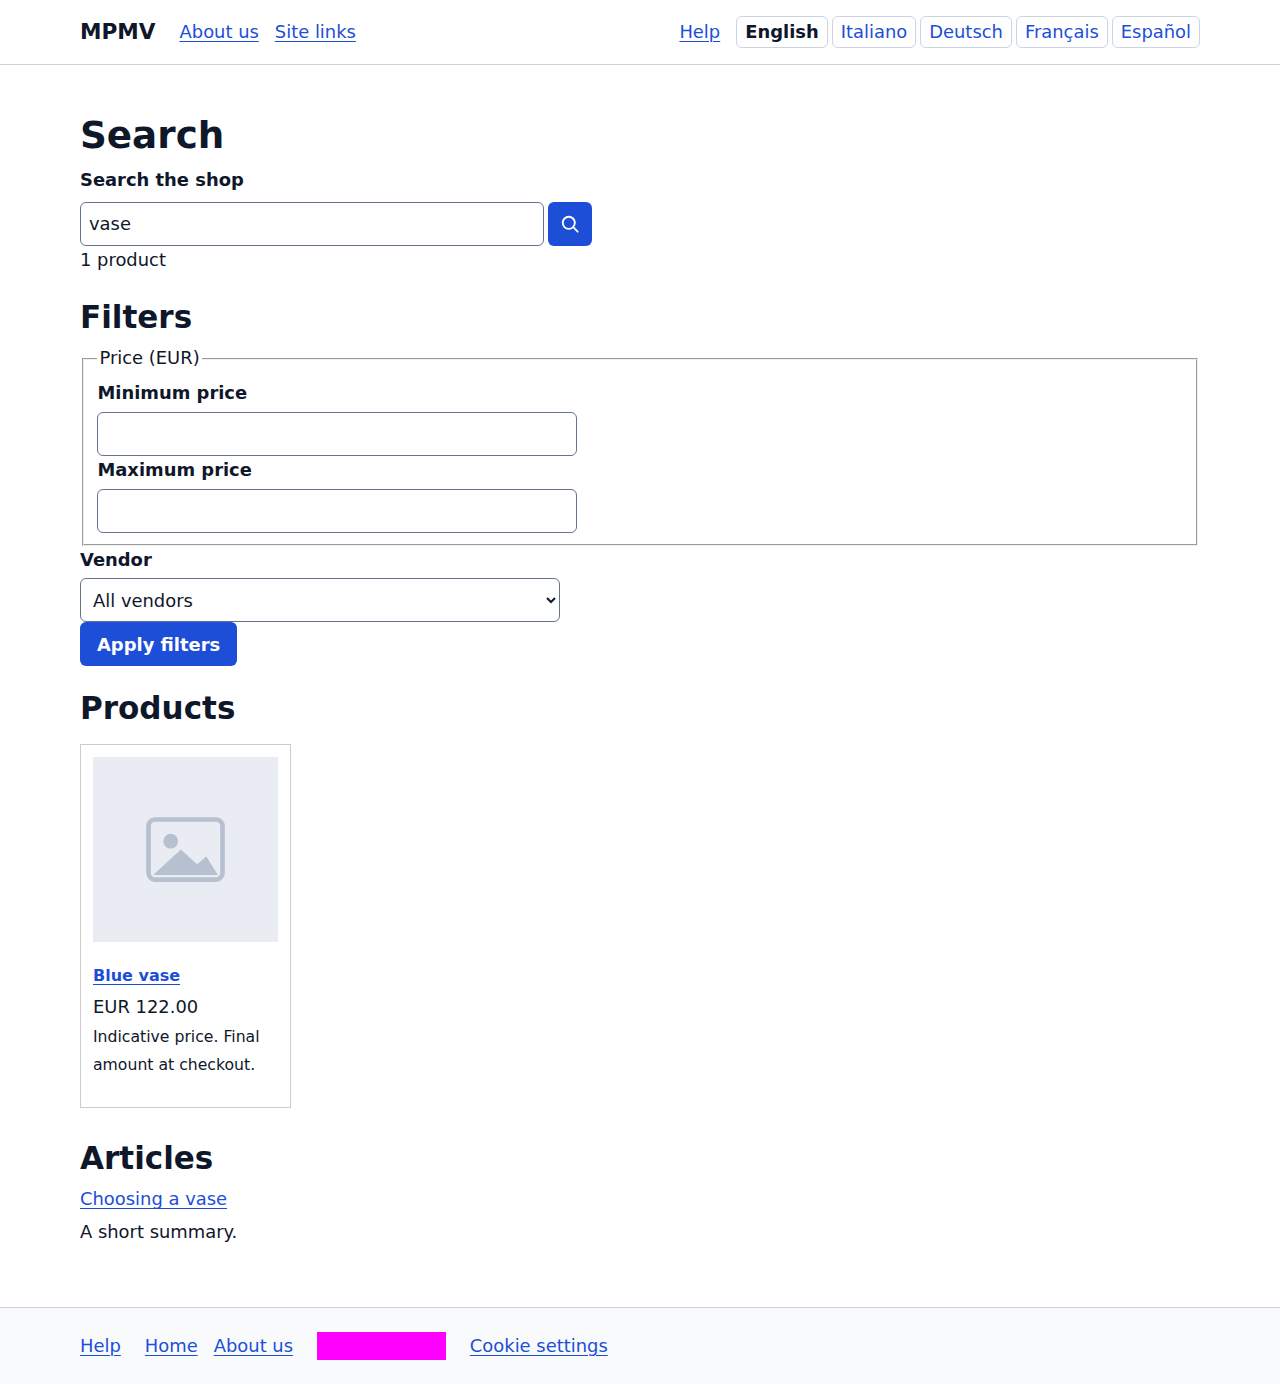 MPMV About us Site links Help English Italiano Deutsch Français Español
Search
Search the shop
vase
1 product
Filters
Price (EUR)
Minimum price
Maximum price
Vendor
All vendors
Apply filters
Products
Blue vase
EUR 122.00
Indicative price. Final
amount at checkout.
Articles
Choosing a vase
A short summary.
Help Home About us Cookie settings